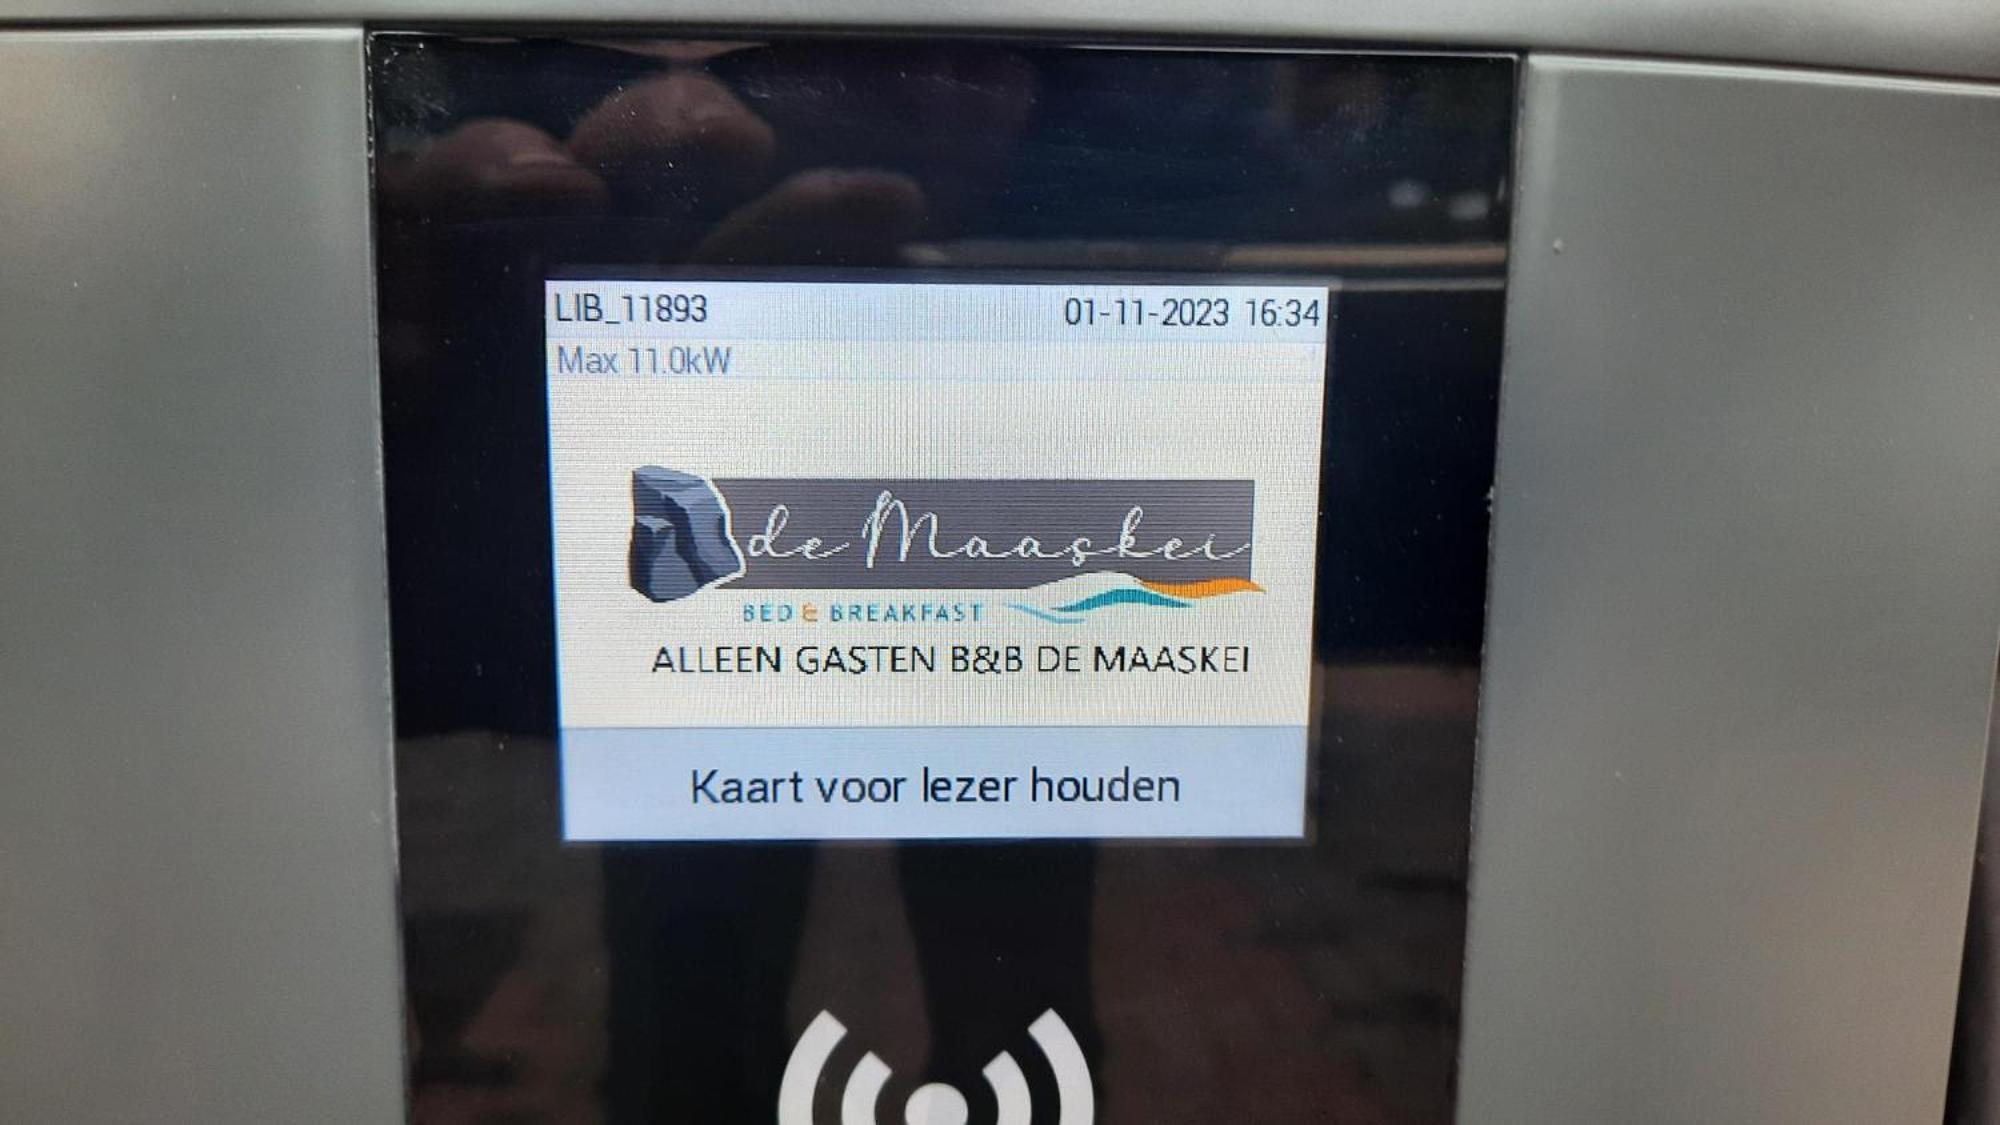 LIB_11893 01-11-2023 16:34
Max 11.0kW
de Maaskei
BED & BREAKFAST
ALLEEN GASTEN B&B DE MAASKEI
Kaart voor lezer houden